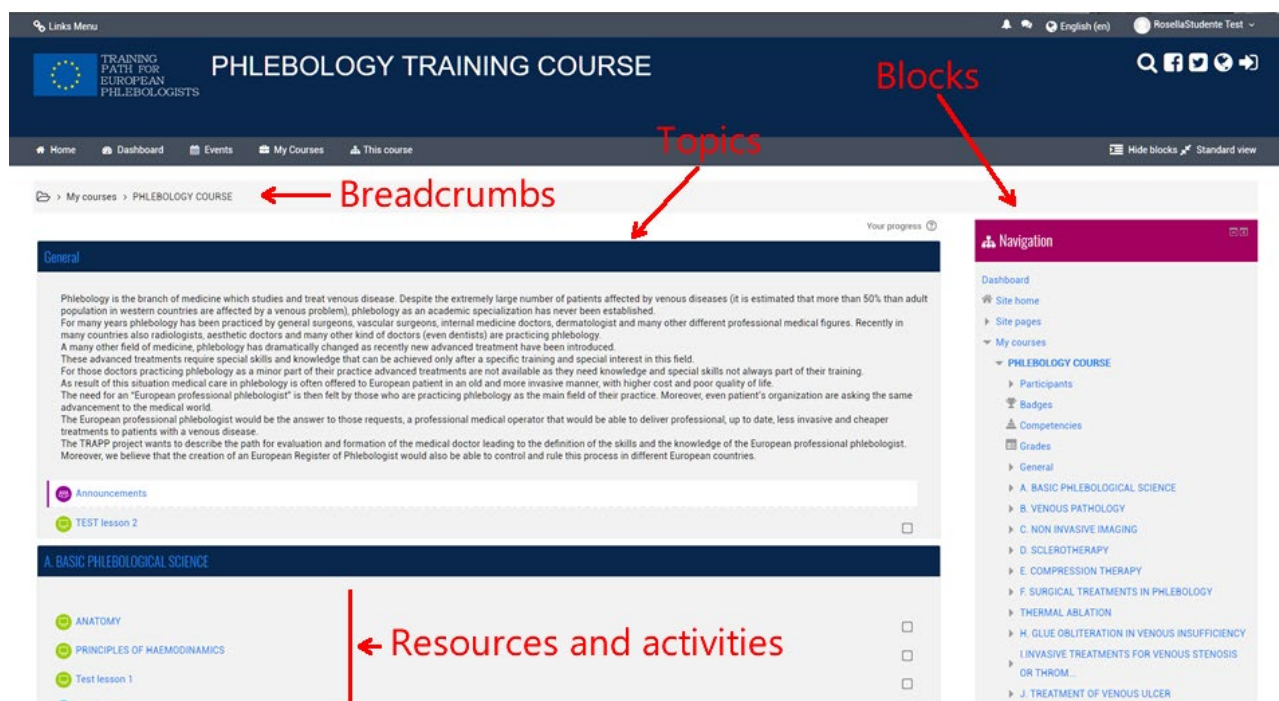 Links Menu
English (en)
RosellaStudente Test
TRAINING
PATH FOR
EUROPEAN
PHLEBOLOGISTS
PHLEBOLOGY TRAINING COURSE
Blocks
Topics
Home
Dashboard
Events
My Courses
This course
Hide blocks
Standard view
> My courses > PHLEBOLOGY COURSE
Breadcrumbs
Your progress
General
Phlebology is the branch of medicine which studies and treat venous disease. Despite the extremely large number of patients affected by venous diseases (it is estimated that more than 50% than adult
population in western countries are affected by a venous problem), phlebology as an academic specialization has never been established.
For many years phlebology has been practiced by general surgeons, vascular surgeons, internal medicine doctors, dermatologist and many other different professional medical figures. Recently in
many countries also radiologists, aesthetic doctors and many other kind of doctors (even dentists) are practicing phlebology.
A many other field of medicine, phlebology has dramatically changed as recently new advanced treatment have been introduced.
These advanced treatments require special skills and knowledge that can be achieved only after a specific training and special interest in this field.
For those doctors practicing phlebology as a minor part of their practice advanced treatments are not available as they need knowledge and special skills not always part of their training.
As result of this situation medical care in phlebology is often offered to European patient in an old and more invasive manner, with higher cost and poor quality of life.
The need for an "European professional phlebologist" is then felt by those who are practicing phlebology as the main field of their practice. Moreover, even patient's organization are asking the same
advancement to the medical world.
The European professional phlebologist would be the answer to those requests, a professional medical operator that would be able to deliver professional, up to date, less invasive and cheaper
treatments to patients with a venous disease.
The TRAPP project wants to describe the path for evaluation and formation of the medical doctor leading to the definition of the skills and the knowledge of the European professional phlebologist.
Moreover, we believe that the creation of an European Register of Phlebologist would also be able to control and rule this process in different European countries.
Announcements
TEST lesson 2
A. BASIC PHLEBOLOGICAL SCIENCE
ANATOMY
PRINCIPLES OF HAEMODINAMICS
Test lesson 1
Resources and activities
Navigation
Dashboard
Site home
Site pages
My courses
PHLEBOLOGY COURSE
Participants
Badges
Competencies
Grades
General
A. BASIC PHLEBOLOGICAL SCIENCE
B. VENOUS PATHOLOGY
C. NON INVASIVE IMAGING
D. SCLEROTHERAPY
E. COMPRESSION THERAPY
F. SURGICAL TREATMENTS IN PHLEBOLOGY
THERMAL ABLATION
H. GLUE OBLITERATION IN VENOUS INSUFFICIENCY
I.INVASIVE TREATMENTS FOR VENOUS STENOSIS
OR THROM...
J. TREATMENT OF VENOUS ULCER